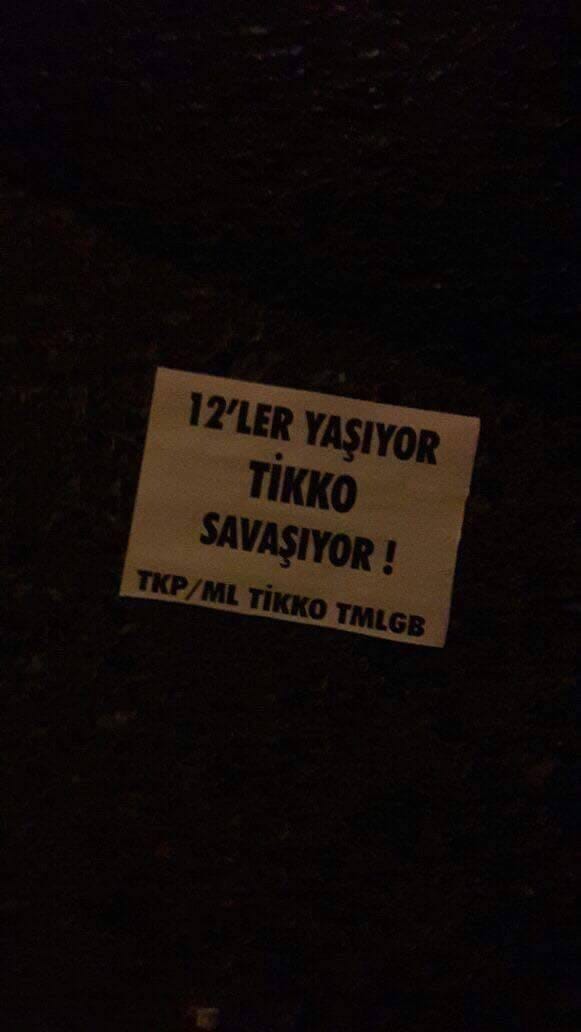 12'LER YAŞIYOR
TİKKO
SAVAŞIYOR !
TKP/ML TİKKO TMLGB